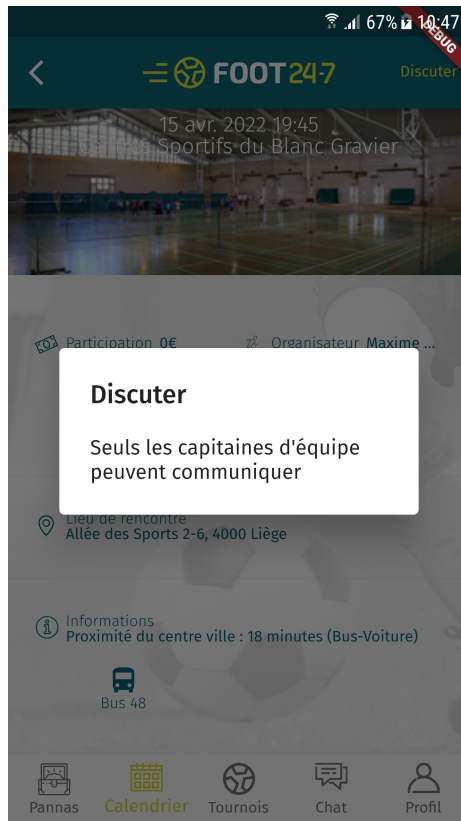 67% 10:47
DEBUG
FOOT 24-7
Discuter
15 avr. 2022 19:45
Sportifs du Blanc Gravier
Participation 0€
Organisateur Maxime ...
Discuter
Seuls les capitaines d'équipe
peuvent communiquer
Lieu de rencontre
Allée des Sports 2-6, 4000 Liège
Informations
Proximité du centre ville : 18 minutes (Bus-Voiture)
Bus 48
Pannas
Calendrier
Tournois
Chat
Profil